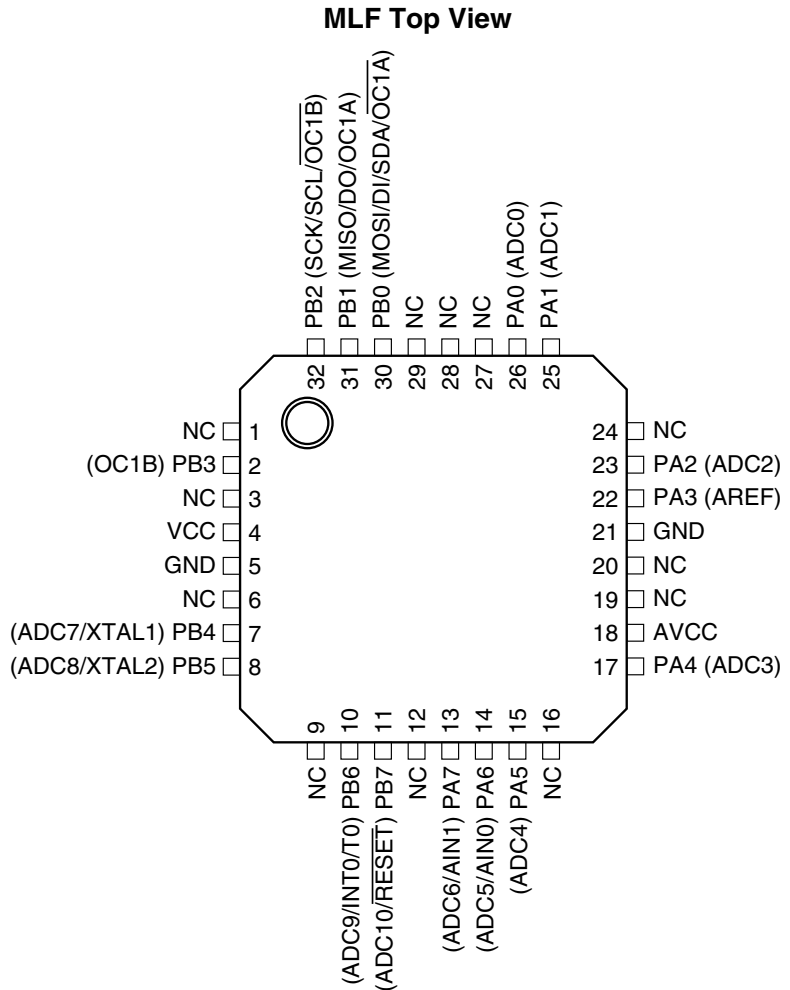 MLF Top View
PB2 (SCK/SCL/O̅C̅1̅B̅)
PB1 (MISO/DO/OC1A)
PB0 (MOSI/DI/SDA/O̅C̅1̅A̅)
NC
NC
NC
PA0 (ADC0)
PA1 (ADC1)
32
31
30
29
28
27
26
25
NC 1
(OC1B) PB3 2
NC 3
VCC 4
GND 5
NC 6
(ADC7/XTAL1) PB4 7
(ADC8/XTAL2) PB5 8
24 NC
23 PA2 (ADC2)
22 PA3 (AREF)
21 GND
20 NC
19 NC
18 AVCC
17 PA4 (ADC3)
9
10
11
12
13
14
15
16
NC
(ADC9/INT0/T0) PB6
(ADC10/R̅E̅S̅E̅T̅) PB7
NC
(ADC6/AIN1) PA7
(ADC5/AIN0) PA6
(ADC4) PA5
NC